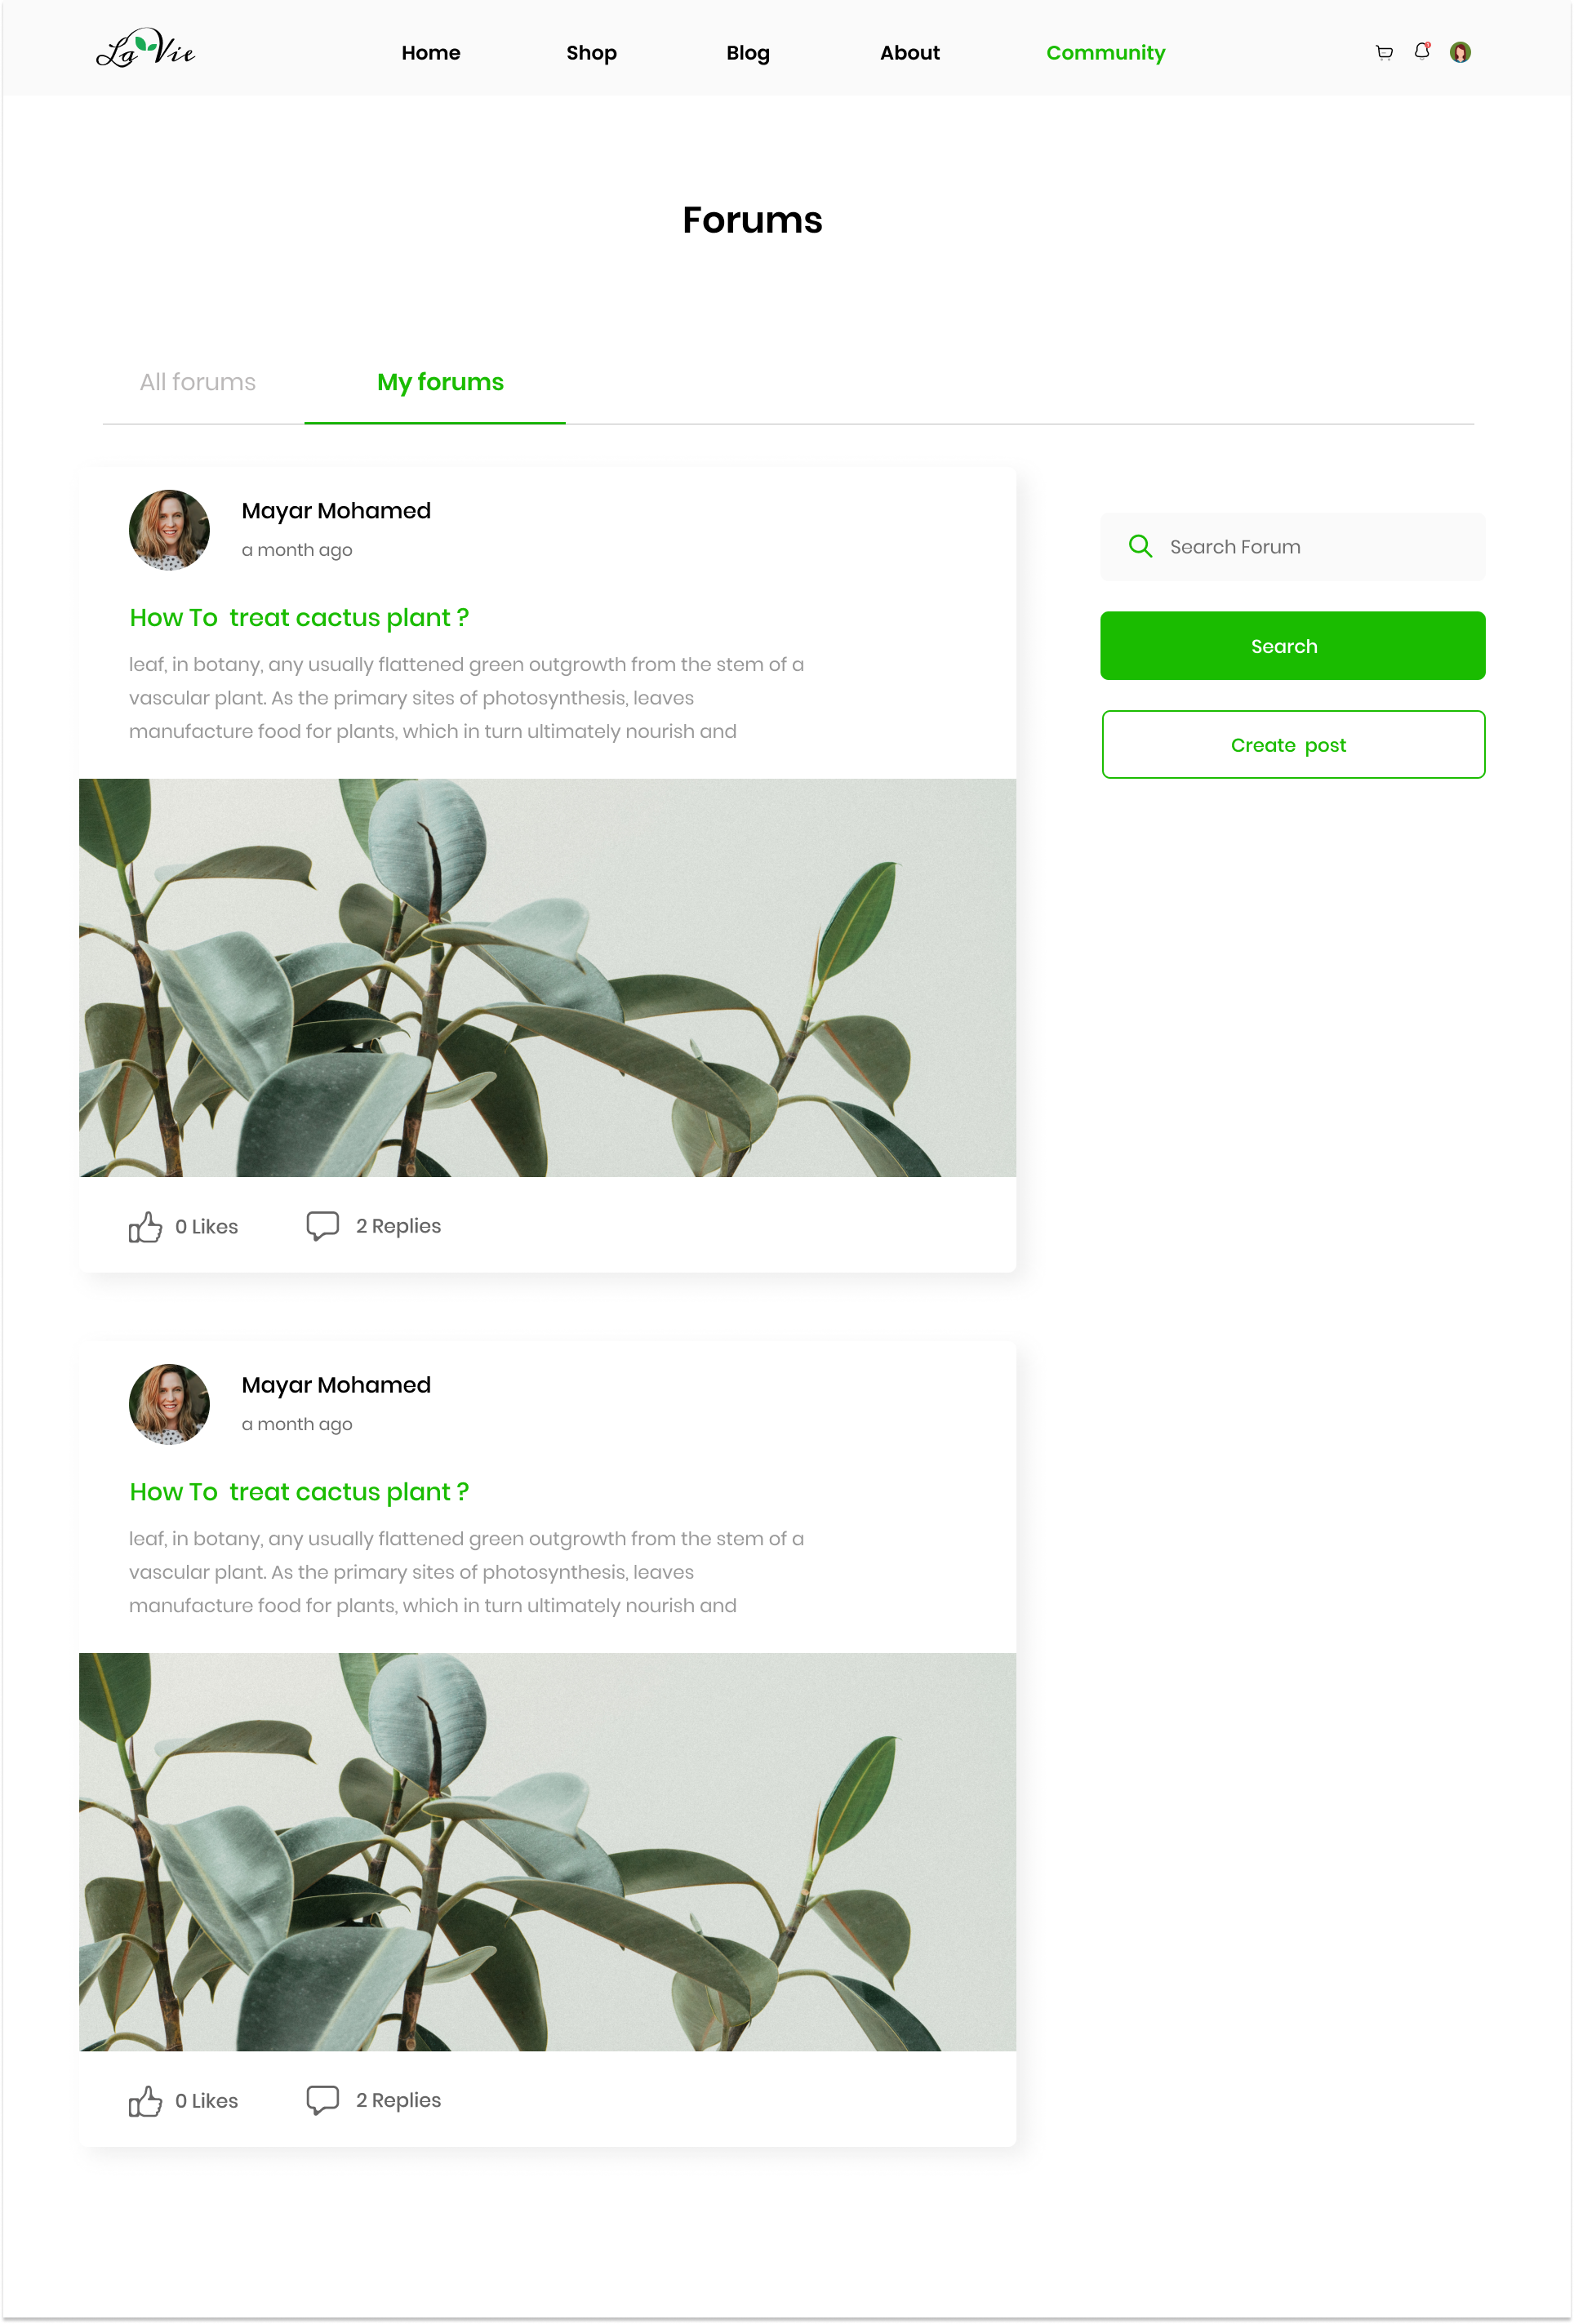 La Vie
Home Shop Blog About Community
Forums
All forums My forums
Mayar Mohamed
a month ago
How To  treat cactus plant ?
leaf, in botany, any usually flattened green outgrowth from the stem of a
vascular plant. As the primary sites of photosynthesis, leaves
manufacture food for plants, which in turn ultimately nourish and
0 Likes 2 Replies
Search Forum
Search
Create  post
Mayar Mohamed
a month ago
How To  treat cactus plant ?
leaf, in botany, any usually flattened green outgrowth from the stem of a
vascular plant. As the primary sites of photosynthesis, leaves
manufacture food for plants, which in turn ultimately nourish and
0 Likes 2 Replies